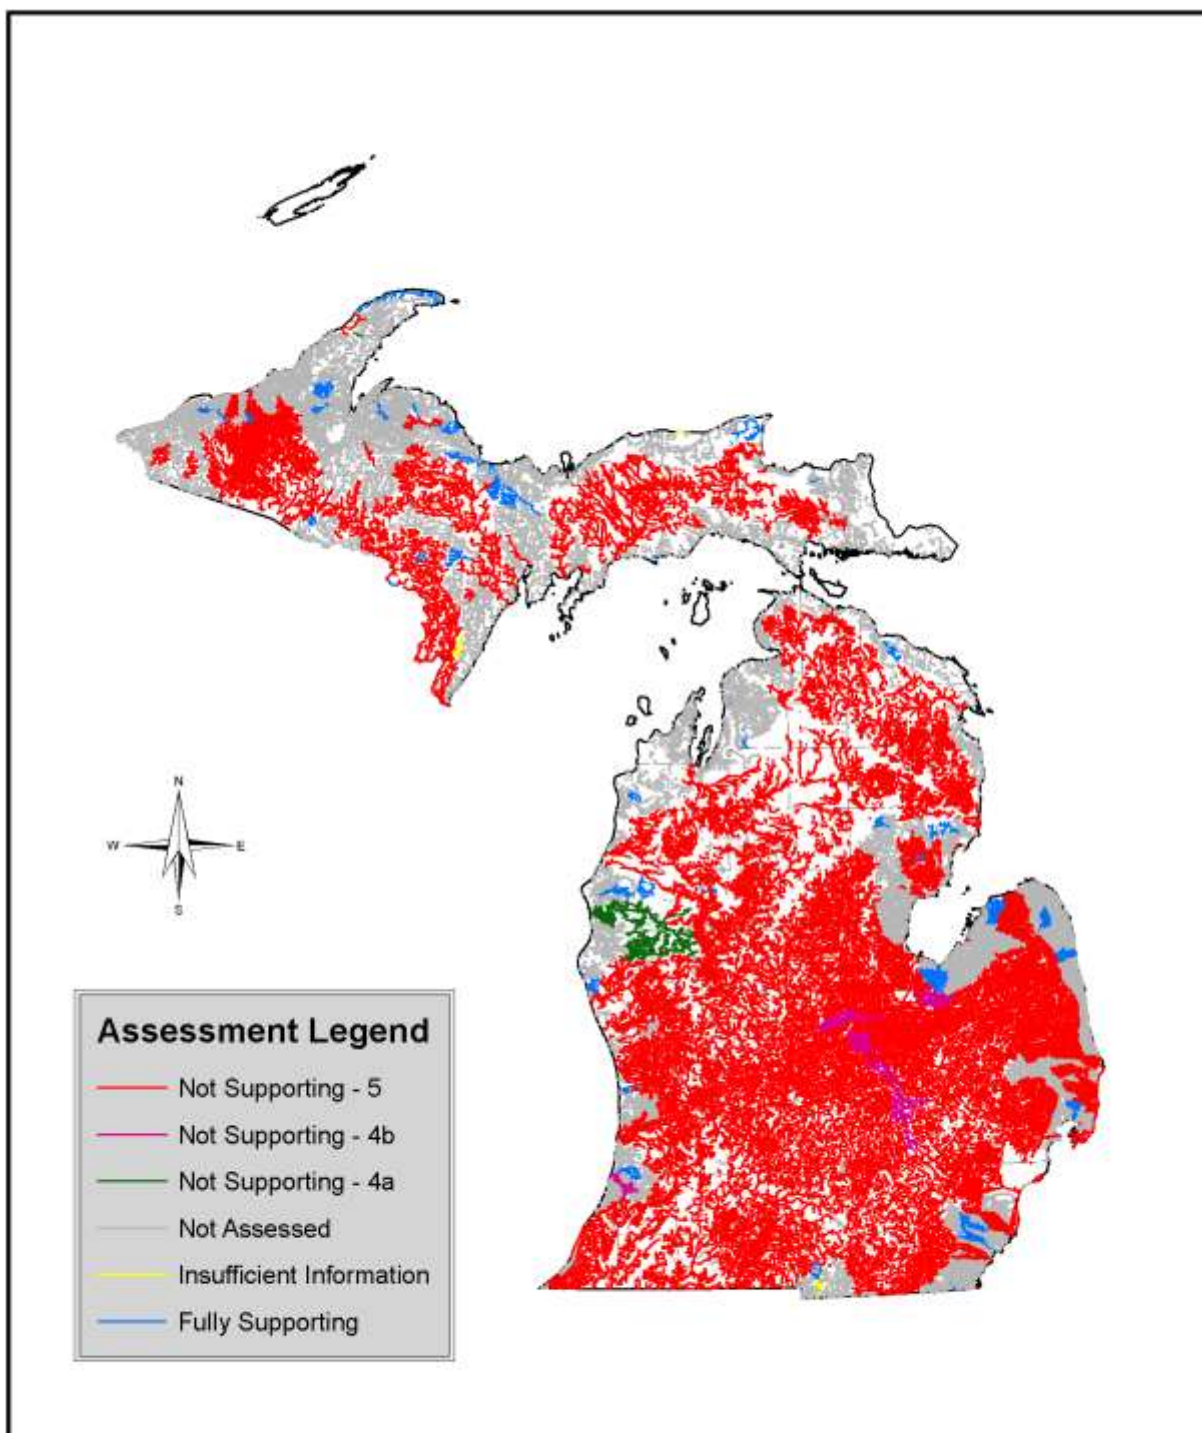 N
W E
S
Assessment Legend
Not Supporting - 5
Not Supporting - 4b
Not Supporting - 4a
Not Assessed
Insufficient Information
Fully Supporting